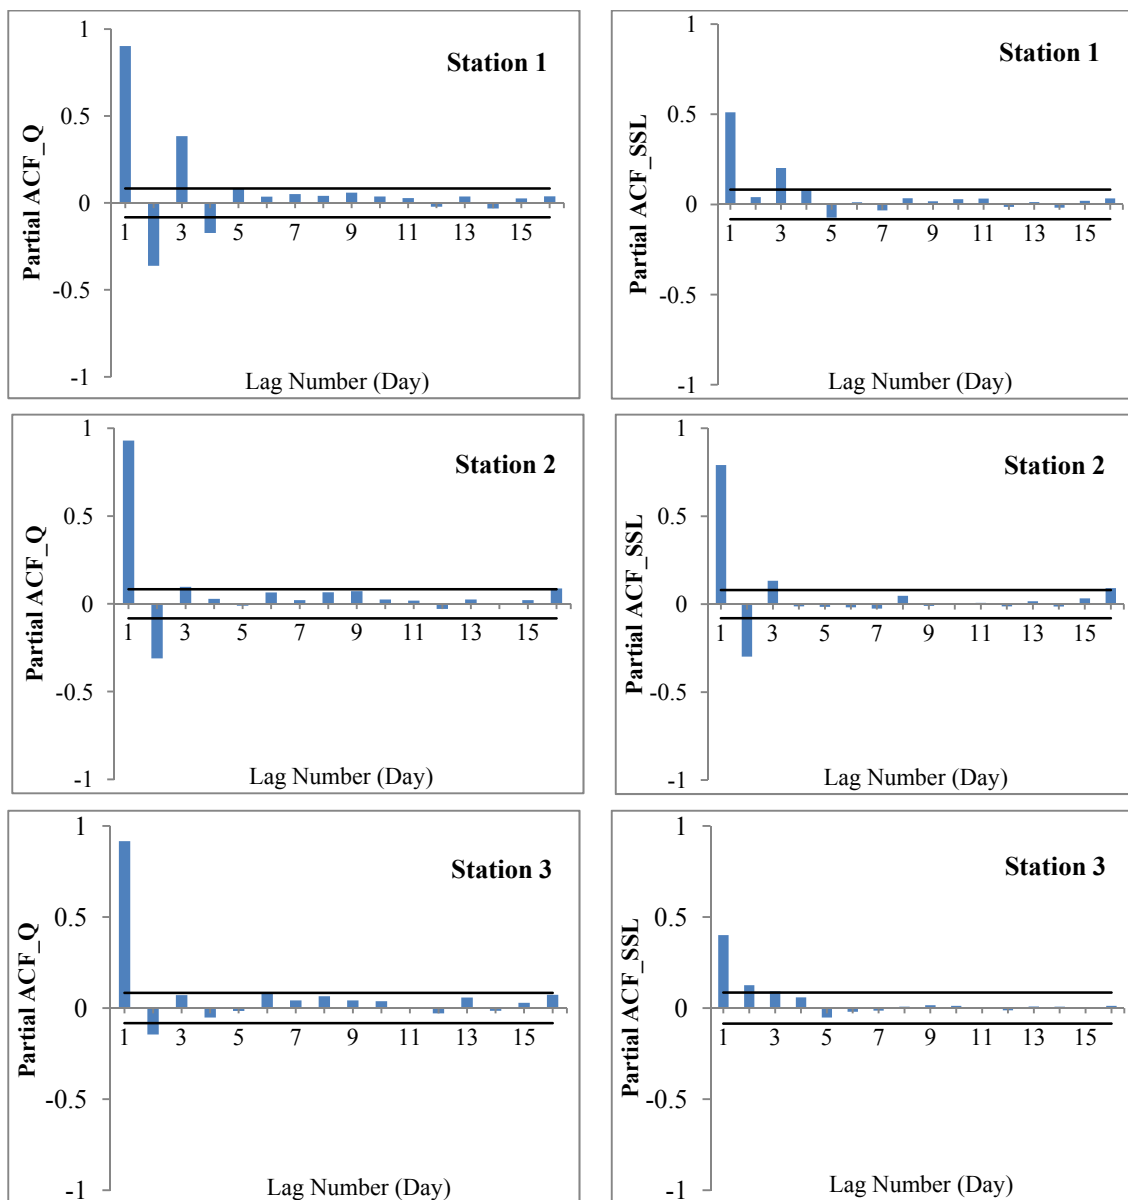 Station 1
Partial ACF_Q
1
0.5
0
-0.5
-1
1 3 5 7 9 11 13 15
Lag Number (Day)
Station 1
Partial ACF_SSL
1
0.5
0
-0.5
-1
1 3 5 7 9 11 13 15
Lag Number (Day)
Station 2
Partial ACF_Q
1
0.5
0
-0.5
-1
1 3 5 7 9 11 13 15
Lag Number (Day)
Station 2
Partial ACF_SSL
1
0.5
0
-0.5
-1
1 3 5 7 9 11 13 15
Lag Number (Day)
Station 3
Partial ACF_Q
1
0.5
0
-0.5
-1
1 3 5 7 9 11 13 15
Lag Number (Day)
Station 3
Partial ACF_SSL
1
0.5
0
-0.5
-1
1 3 5 7 9 11 13 15
Lag Number (Day)